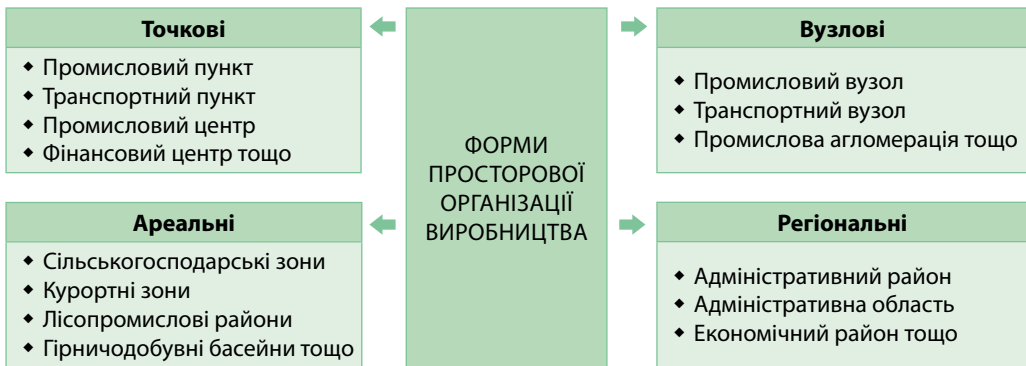 Точкові
◆ Промисловий пункт
◆ Транспортний пункт
◆ Промисловий центр
◆ Фінансовий центр тощо
ФОРМИ
ПРОСТОРОВОЇ
ОРГАНІЗАЦІЇ
ВИРОБНИЦТВА
Вузлові
◆ Промисловий вузол
◆ Транспортний вузол
◆ Промислова агломерація тощо
Ареальні
◆ Сільськогосподарські зони
◆ Курортні зони
◆ Лісопромислові райони
◆ Гірничодобувні басейни тощо
Регіональні
◆ Адміністративний район
◆ Адміністративна область
◆ Економічний район тощо